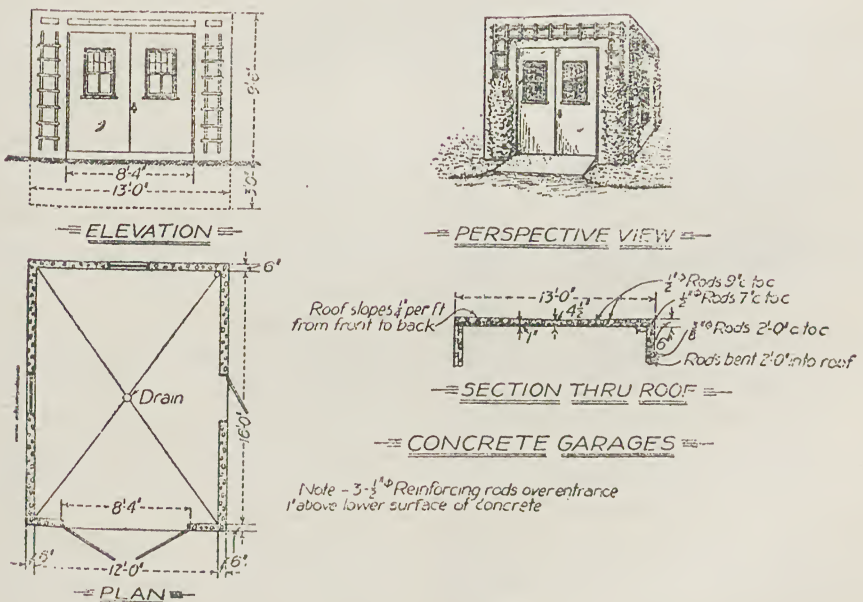 9'6"
8'-4"
13'-0"
3'0"
ELEVATION
PERSPECTIVE VIEW
6"
Drain
16'-0"
8'-4"
6"
12'-0"
6"
PLAN
Roof slopes ¼" per ft
from front to back
13'-0"
4½"
1"
½"ᶲ Rods 9" c to c
½"ᶲ Rods 7" c to c
6"
⅜"ᶲ Rods 2'-0" c to c
Rods bent 2'-0" into roof
SECTION THRU ROOF
CONCRETE GARAGES
Note - 3-½"ᶲ Reinforcing rods over entrance
1" above lower surface of concrete